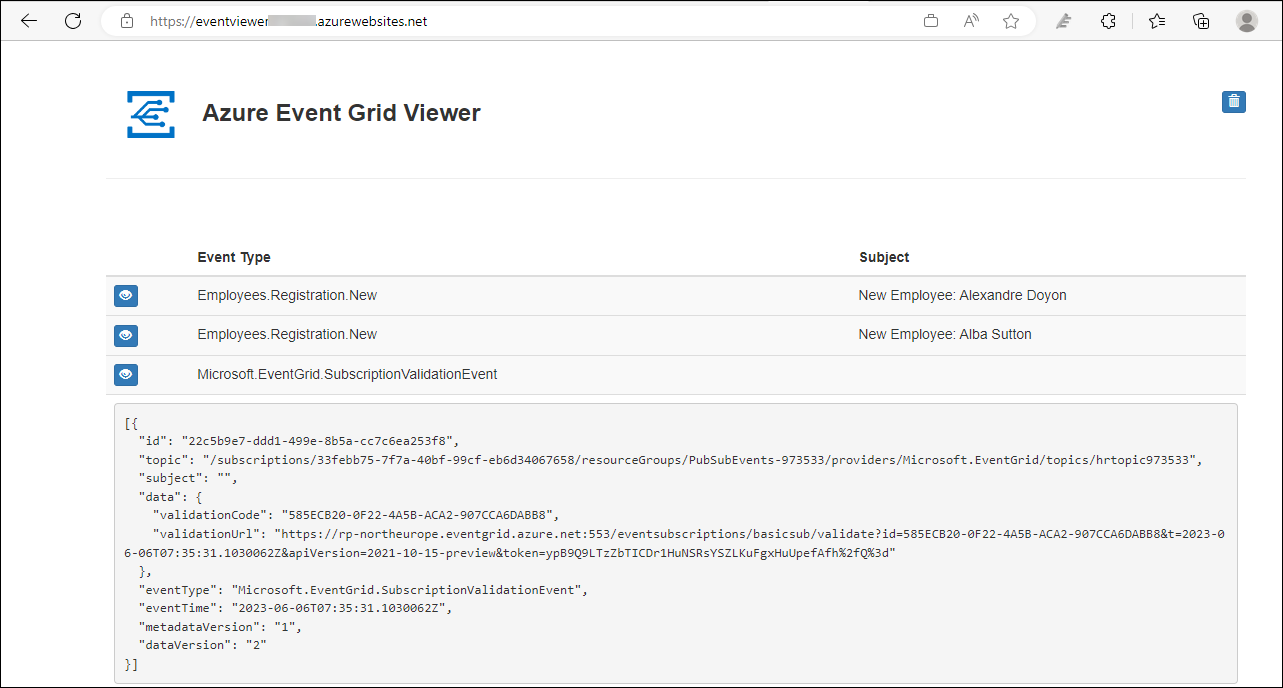 https://eventviewer .azurewebsites.net
Azure Event Grid Viewer
Event Type Subject
Employees.Registration.New New Employee: Alexandre Doyon
Employees.Registration.New New Employee: Alba Sutton
Microsoft.EventGrid.SubscriptionValidationEvent
[{
"id": "22c5b9e7-ddd1-499e-8b5a-cc7c6ea253f8",
"topic": "/subscriptions/33febb75-7f7a-40bf-99cf-eb6d34067658/resourceGroups/PubSubEvents-973533/providers/Microsoft.EventGrid/topics/hrtopic973533",
"subject": "",
"data": {
"validationCode": "585ECB20-0F22-4A5B-ACA2-907CCA6DABB8",
"validationUrl": "https://rp-northeurope.eventgrid.azure.net:553/eventsubscriptions/basicsub/validate?id=585ECB20-0F22-4A5B-ACA2-907CCA6DABB8&t=2023-0
6-06T07:35:31.1030062Z&apiVersion=2021-10-15-preview&token=ypB9Q9LTzZbTICDr1HuNSRsYSZLKuFgxHuUpefAfh%2fQ%3d"
},
"eventType": "Microsoft.EventGrid.SubscriptionValidationEvent",
"eventTime": "2023-06-06T07:35:31.1030062Z",
"metadataVersion": "1",
"dataVersion": "2"
}]